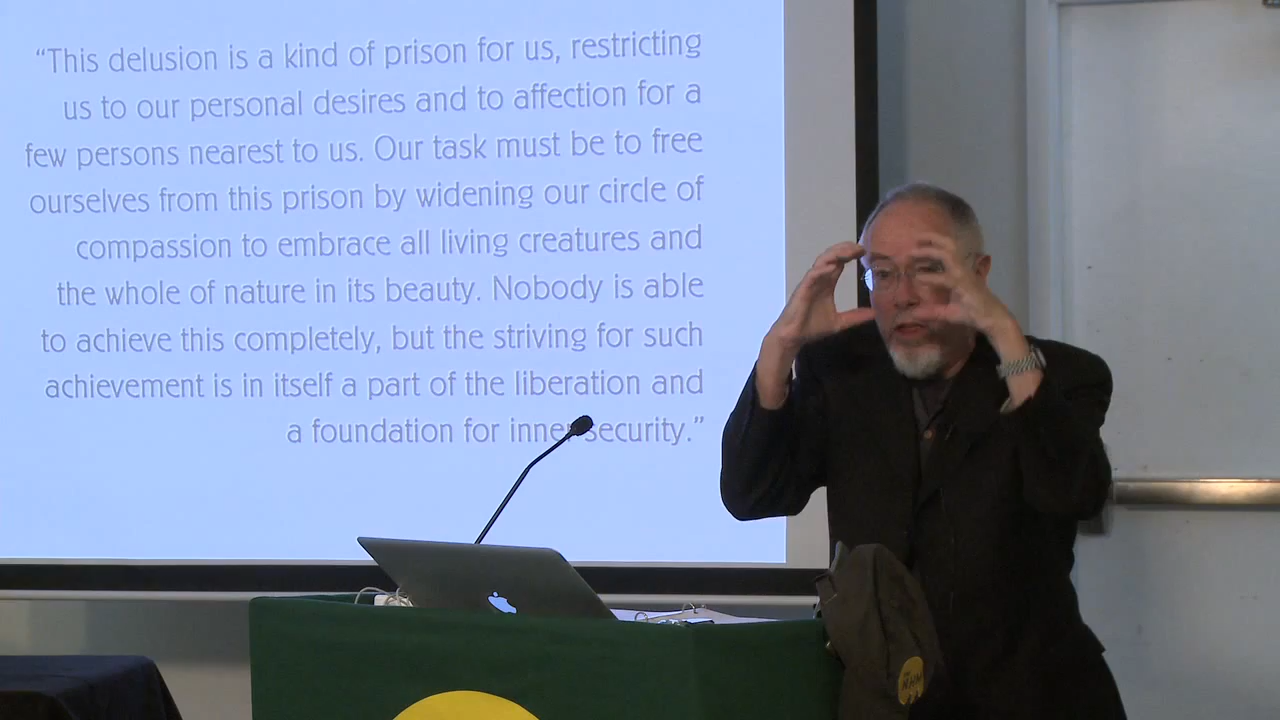 “This delusion is a kind of prison for us, restricting
us to our personal desires and to affection for a
few persons nearest to us. Our task must be to free
ourselves from this prison by widening our circle of
compassion to embrace all living creatures and
the whole of nature in its beauty. Nobody is able
to achieve this completely, but the striving for such
achievement is in itself a part of the liberation and
a foundation for inner security.”